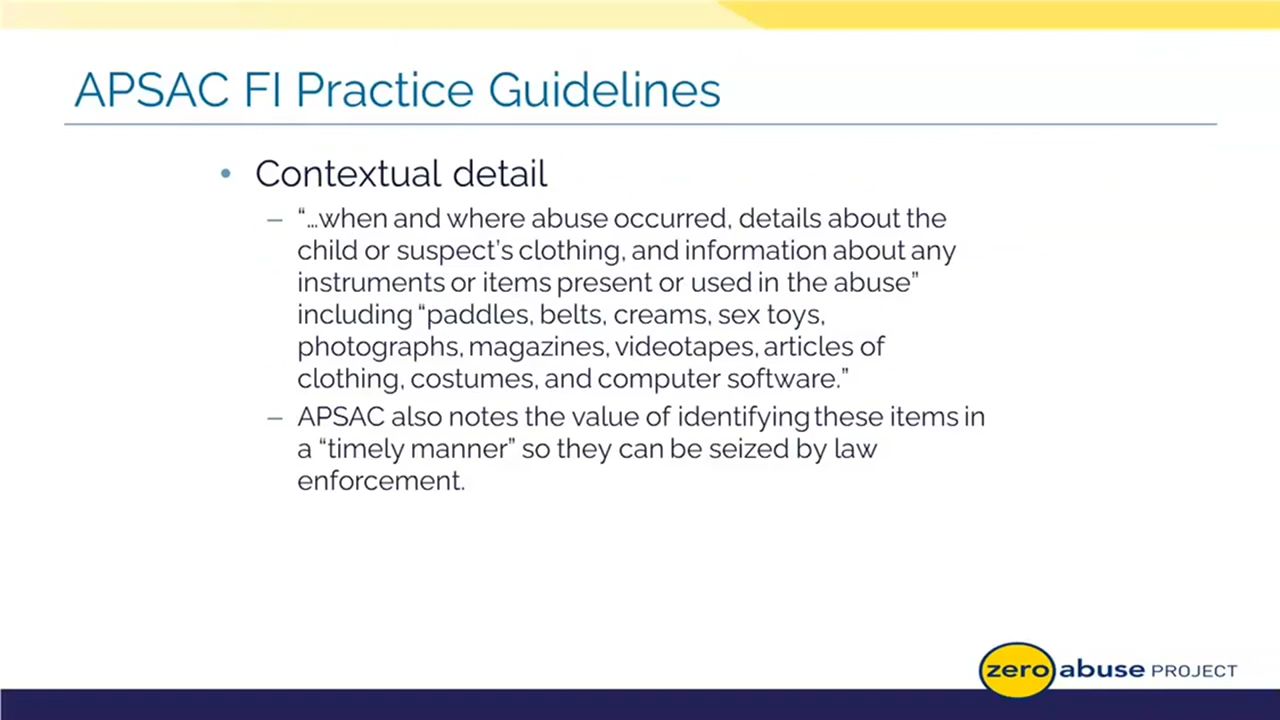 APSAC FI Practice Guidelines
• Contextual detail
– “…when and where abuse occurred, details about the
child or suspect’s clothing, and information about any
instruments or items present or used in the abuse”
including “paddles, belts, creams, sex toys,
photographs, magazines, videotapes, articles of
clothing, costumes, and computer software.”
– APSAC also notes the value of identifying these items in
a “timely manner” so they can be seized by law
enforcement.
zero abuse PROJECT